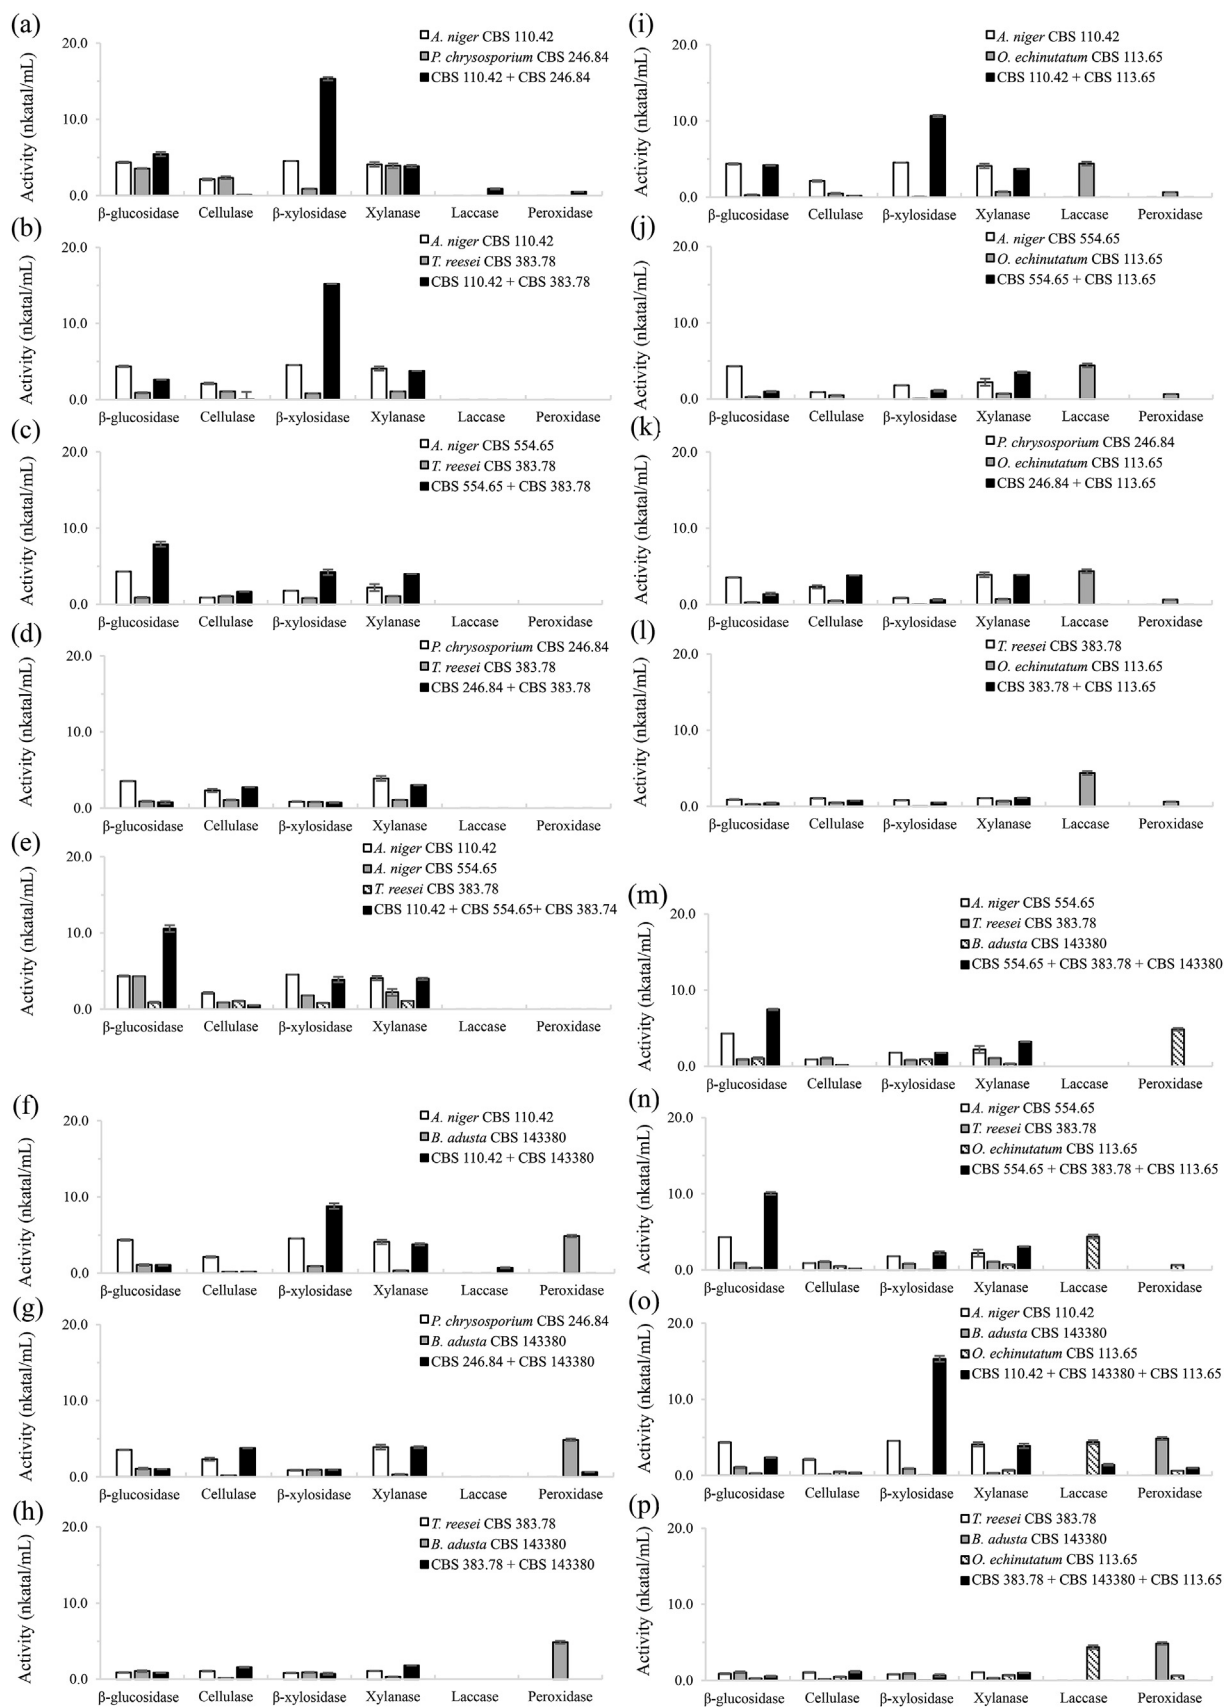 (a)
A. niger CBS 110.42
P. chrysosporium CBS 246.84
CBS 110.42 + CBS 246.84
Activity (nkatal/mL)
20.0
10.0
0.0
β-glucosidase Cellulase β-xylosidase Xylanase Laccase Peroxidase
(b)
A. niger CBS 110.42
T. reesei CBS 383.78
CBS 110.42 + CBS 383.78
Activity (nkatal/mL)
20.0
10.0
0.0
β-glucosidase Cellulase β-xylosidase Xylanase Laccase Peroxidase
(c)
A. niger CBS 554.65
T. reesei CBS 383.78
CBS 554.65 + CBS 383.78
Activity (nkatal/mL)
20.0
10.0
0.0
β-glucosidase Cellulase β-xylosidase Xylanase Laccase Peroxidase
(d)
P. chrysosporium CBS 246.84
T. reesei CBS 383.78
CBS 246.84 + CBS 383.78
Activity (nkatal/mL)
20.0
10.0
0.0
β-glucosidase Cellulase β-xylosidase Xylanase Laccase Peroxidase
(e)
A. niger CBS 110.42
A. niger CBS 554.65
T. reesei CBS 383.78
CBS 110.42 + CBS 554.65+ CBS 383.74
Activity (nkatal/mL)
20.0
10.0
0.0
β-glucosidase Cellulase β-xylosidase Xylanase Laccase Peroxidase
(f)
A. niger CBS 110.42
B. adusta CBS 143380
CBS 110.42 + CBS 143380
Activity (nkatal/mL)
20.0
10.0
0.0
β-glucosidase Cellulase β-xylosidase Xylanase Laccase Peroxidase
(g)
P. chrysosporium CBS 246.84
B. adusta CBS 143380
CBS 246.84 + CBS 143380
Activity (nkatal/mL)
20.0
10.0
0.0
β-glucosidase Cellulase β-xylosidase Xylanase Laccase Peroxidase
(h)
T. reesei CBS 383.78
B. adusta CBS 143380
CBS 383.78 + CBS 143380
Activity (nkatal/mL)
20.0
10.0
0.0
β-glucosidase Cellulase β-xylosidase Xylanase Laccase Peroxidase
(i)
A. niger CBS 110.42
O. echinutatum CBS 113.65
CBS 110.42 + CBS 113.65
Activity (nkatal/mL)
20.0
10.0
0.0
β-glucosidase Cellulase β-xylosidase Xylanase Laccase Peroxidase
(j)
A. niger CBS 554.65
O. echinutatum CBS 113.65
CBS 554.65 + CBS 113.65
Activity (nkatal/mL)
20.0
10.0
0.0
β-glucosidase Cellulase β-xylosidase Xylanase Laccase Peroxidase
(k)
P. chrysosporium CBS 246.84
O. echinutatum CBS 113.65
CBS 246.84 + CBS 113.65
Activity (nkatal/mL)
20.0
10.0
0.0
β-glucosidase Cellulase β-xylosidase Xylanase Laccase Peroxidase
(l)
T. reesei CBS 383.78
O. echinutatum CBS 113.65
CBS 383.78 + CBS 113.65
Activity (nkatal/mL)
20.0
10.0
0.0
β-glucosidase Cellulase β-xylosidase Xylanase Laccase Peroxidase
(m)
A. niger CBS 554.65
T. reesei CBS 383.78
B. adusta CBS 143380
CBS 554.65 + CBS 383.78 + CBS 143380
Activity (nkatal/mL)
20.0
10.0
0.0
β-glucosidase Cellulase β-xylosidase Xylanase Laccase Peroxidase
(n)
A. niger CBS 554.65
T. reesei CBS 383.78
O. echinutatum CBS 113.65
CBS 554.65 + CBS 383.78 + CBS 113.65
Activity (nkatal/mL)
20.0
10.0
0.0
β-glucosidase Cellulase β-xylosidase Xylanase Laccase Peroxidase
(o)
A. niger CBS 110.42
B. adusta CBS 143380
O. echinutatum CBS 113.65
CBS 110.42 + CBS 143380 + CBS 113.65
Activity (nkatal/mL)
20.0
10.0
0.0
β-glucosidase Cellulase β-xylosidase Xylanase Laccase Peroxidase
(p)
T. reesei CBS 383.78
B. adusta CBS 143380
O. echinutatum CBS 113.65
CBS 383.78 + CBS 143380 + CBS 113.65
Activity (nkatal/mL)
20.0
10.0
0.0
β-glucosidase Cellulase β-xylosidase Xylanase Laccase Peroxidase